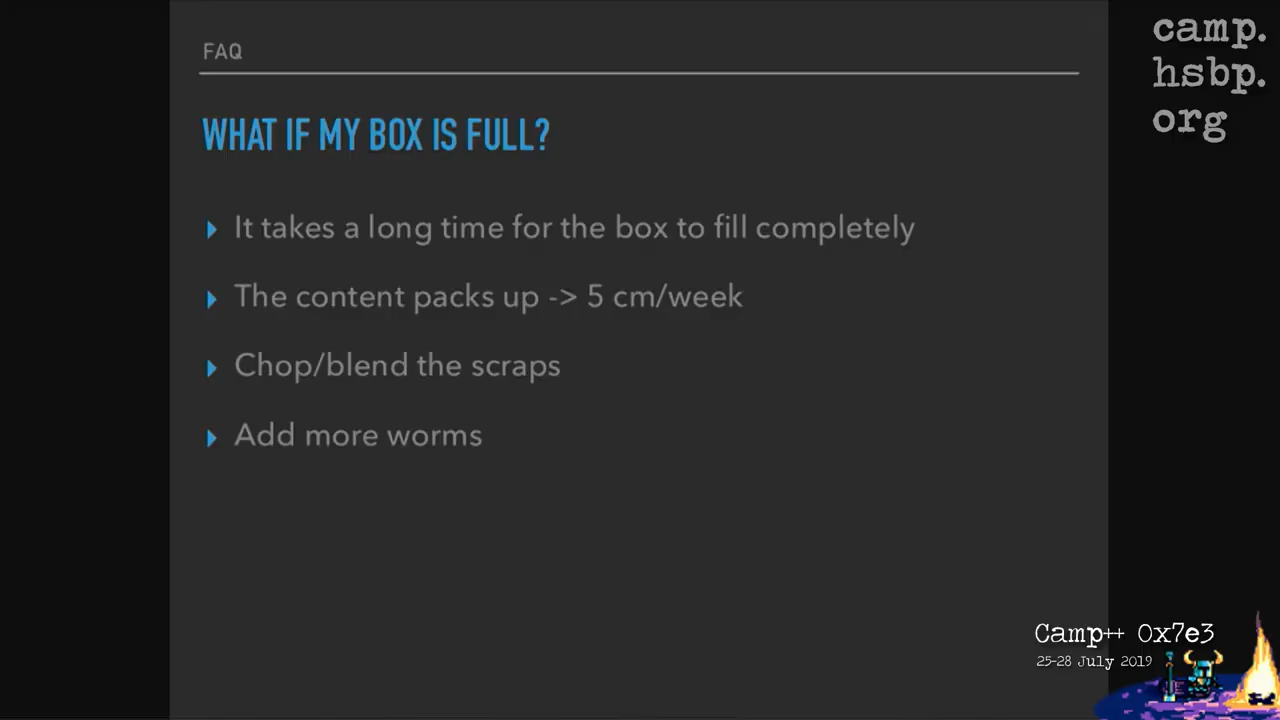 FAQ
WHAT IF MY BOX IS FULL?
It takes a long time for the box to fill completely
The content packs up -> 5 cm/week
Chop/blend the scraps
Add more worms
camp.
hsbp.
org
Camp++ 0x7e3
25-28 July 2019